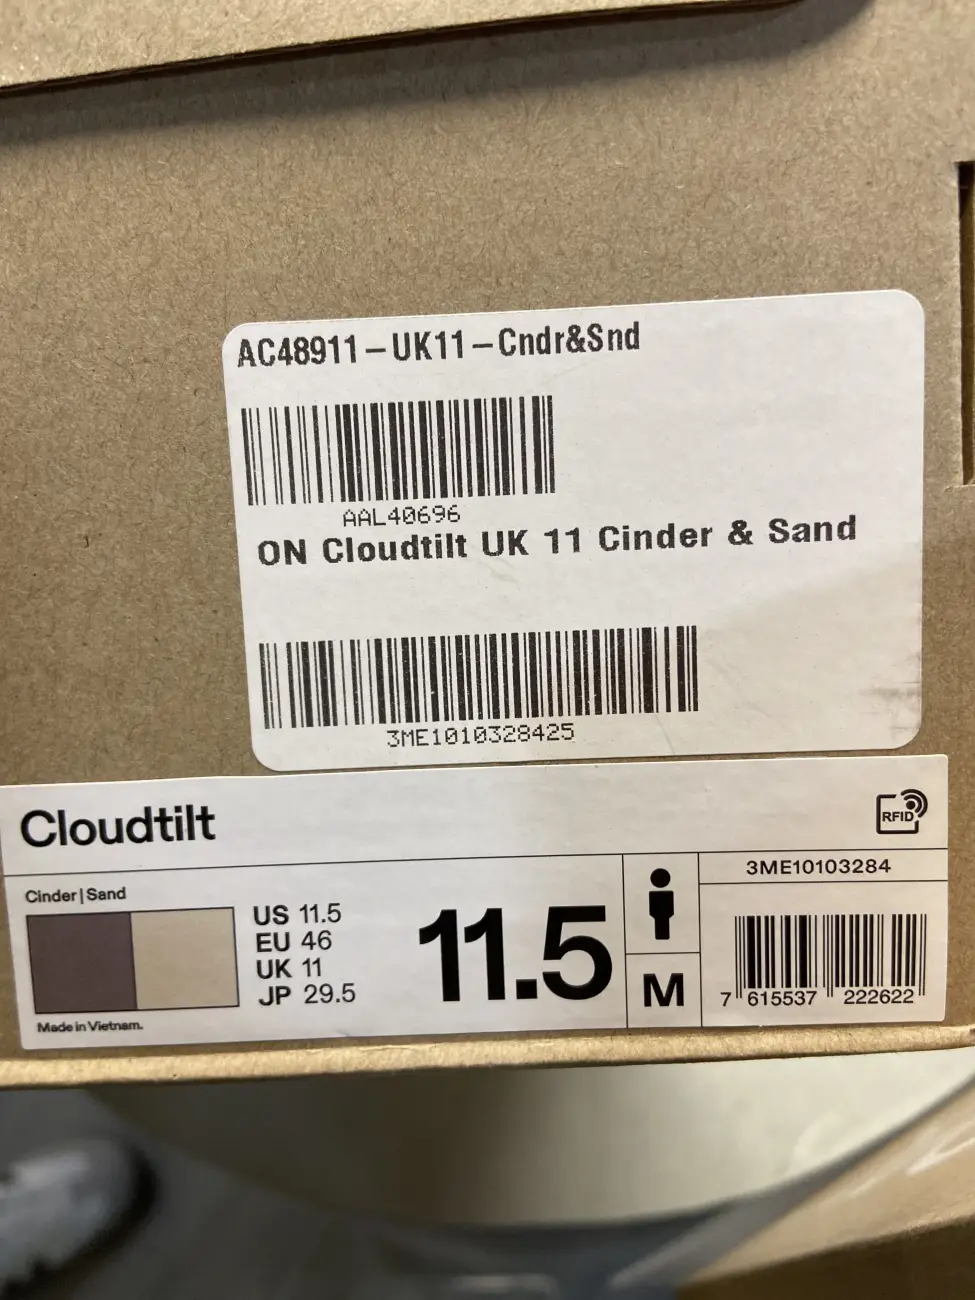 AC48911-UK11-Cndr&Snd
AAL40696
ON Cloudtilt UK 11 Cinder & Sand
3ME1010328425
Cloudtilt
RFID
Cinder|Sand
US 11.5
EU 46
UK 11
JP 29.5
Made in Vietnam.
11.5
M
3ME10103284
7 615537 222622